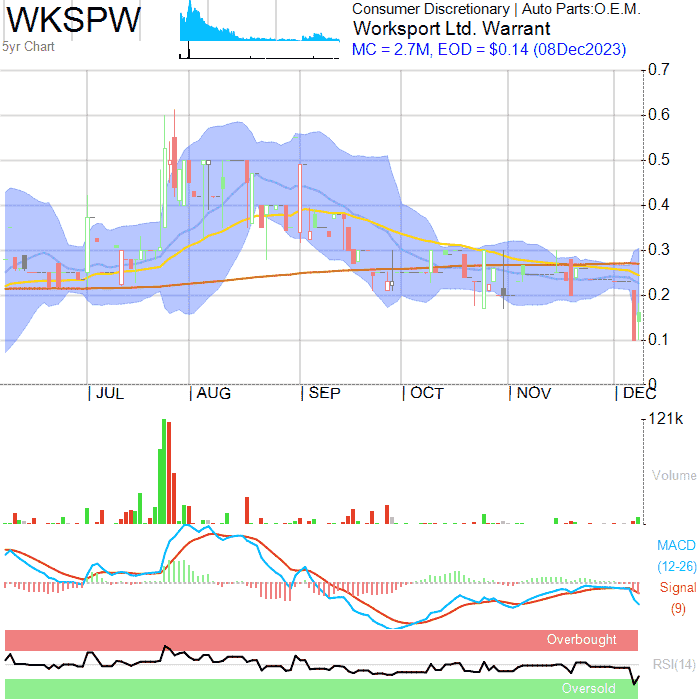 WKSPW
5yr Chart
Consumer Discretionary | Auto Parts:O.E.M.
Worksport Ltd. Warrant
MC = 2.7M, EOD = $0.14 (08Dec2023)
0.7
0.6
0.5
0.4
0.3
0.2
0.1
0
JUL
AUG
SEP
OCT
NOV
DEC
121k
Volume
MACD
(12-26)
Signal
(9)
Overbought
RSI(14)
Oversold